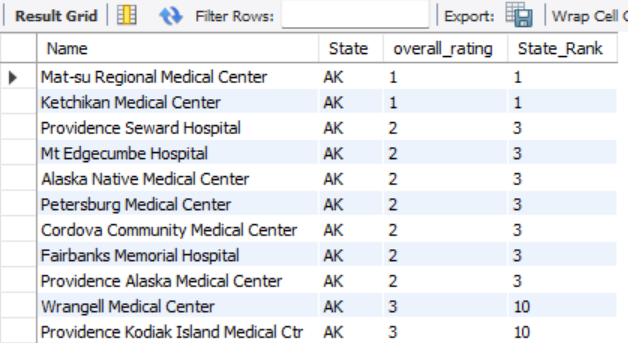 Result Grid Filter Rows: Export: Wrap Cell C
Name State overall_rating State_Rank
Mat-su Regional Medical Center AK 1 1
Ketchikan Medical Center AK 1 1
Providence Seward Hospital AK 2 3
Mt Edgecumbe Hospital AK 2 3
Alaska Native Medical Center AK 2 3
Petersburg Medical Center AK 2 3
Cordova Community Medical Center AK 2 3
Fairbanks Memorial Hospital AK 2 3
Providence Alaska Medical Center AK 2 3
Wrangell Medical Center AK 3 10
Providence Kodiak Island Medical Ctr AK 3 10